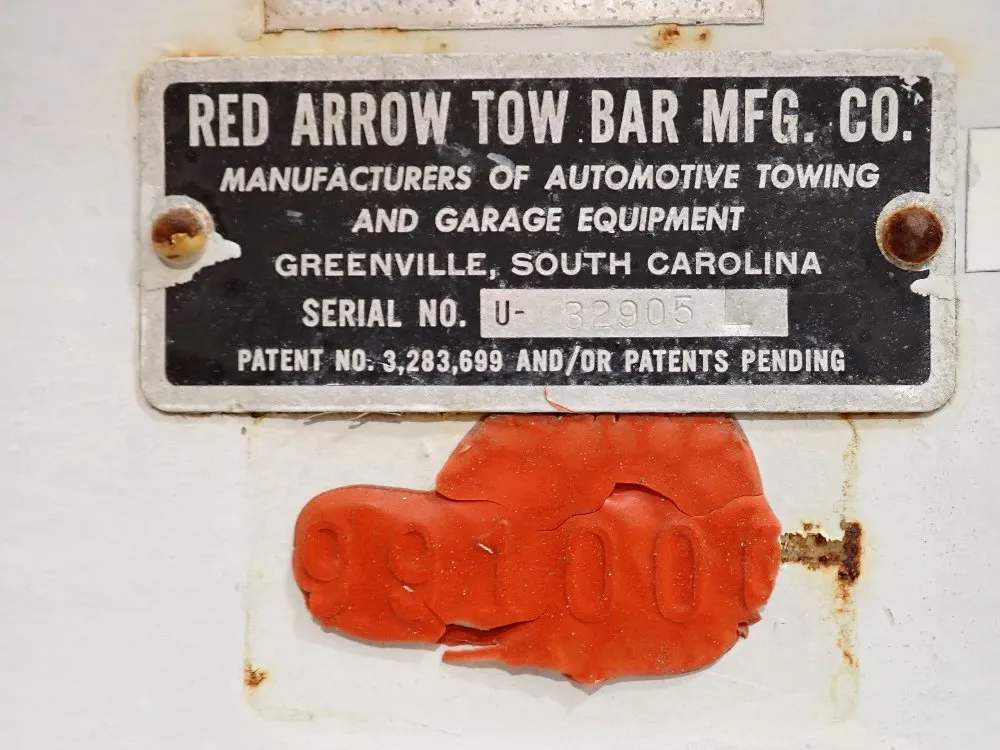 RED ARROW TOW BAR MFG. CO.
MANUFACTURERS OF AUTOMOTIVE TOWING
AND GARAGE EQUIPMENT
GREENVILLE, SOUTH CAROLINA
SERIAL NO. U- 32905
PATENT NO. 3,283,699 AND/OR PATENTS PENDING